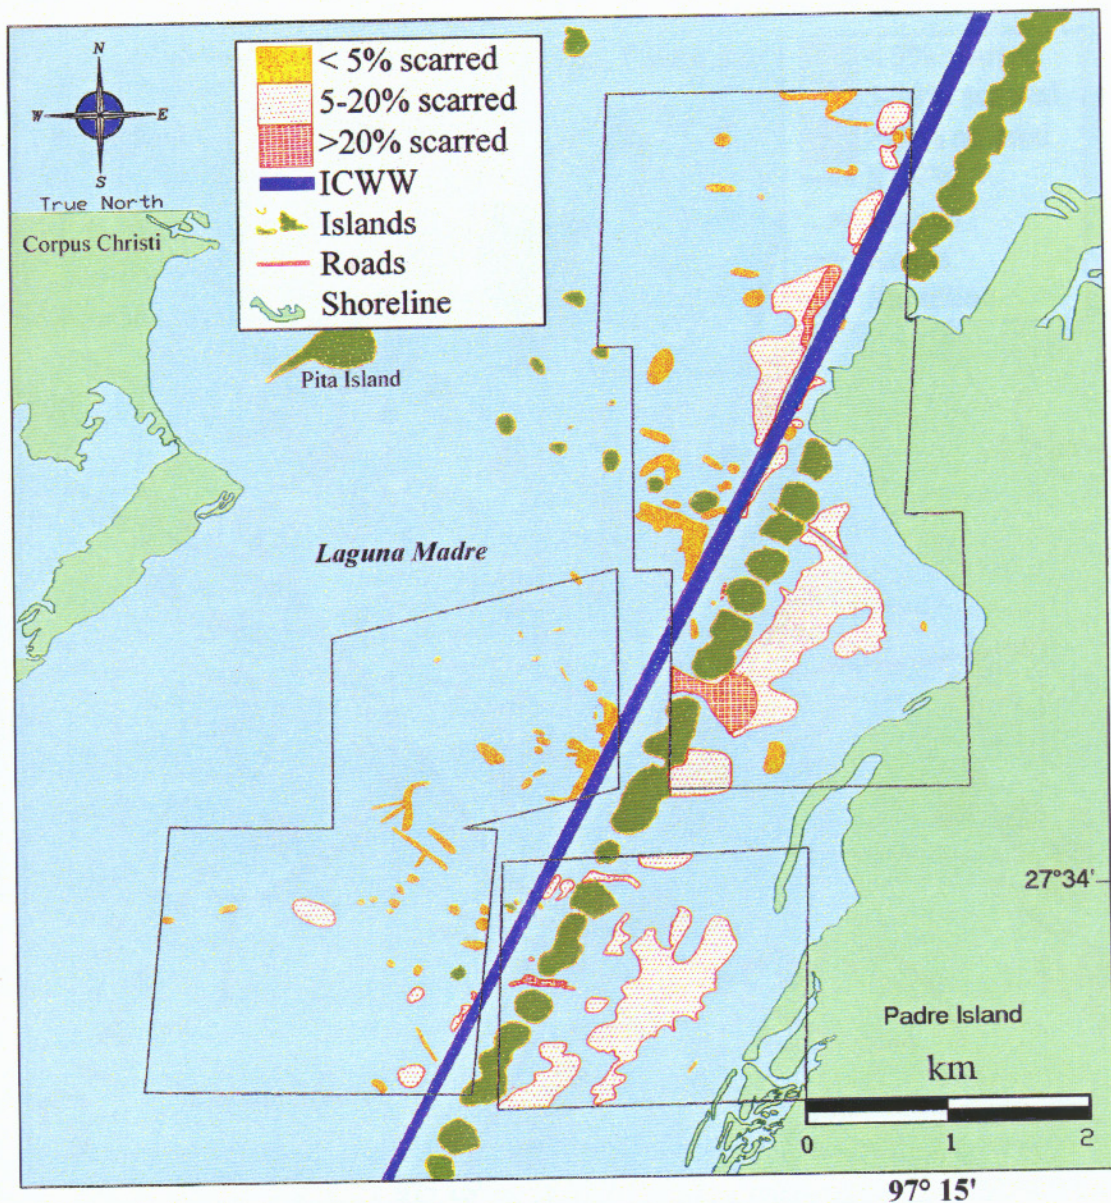 N
W
E
S
True North
< 5% scarred
5-20% scarred
>20% scarred
ICWW
Islands
Roads
Shoreline
Corpus Christi
Pita Island
Laguna Madre
27°34'
Padre Island
km
0
1
2
97° 15'